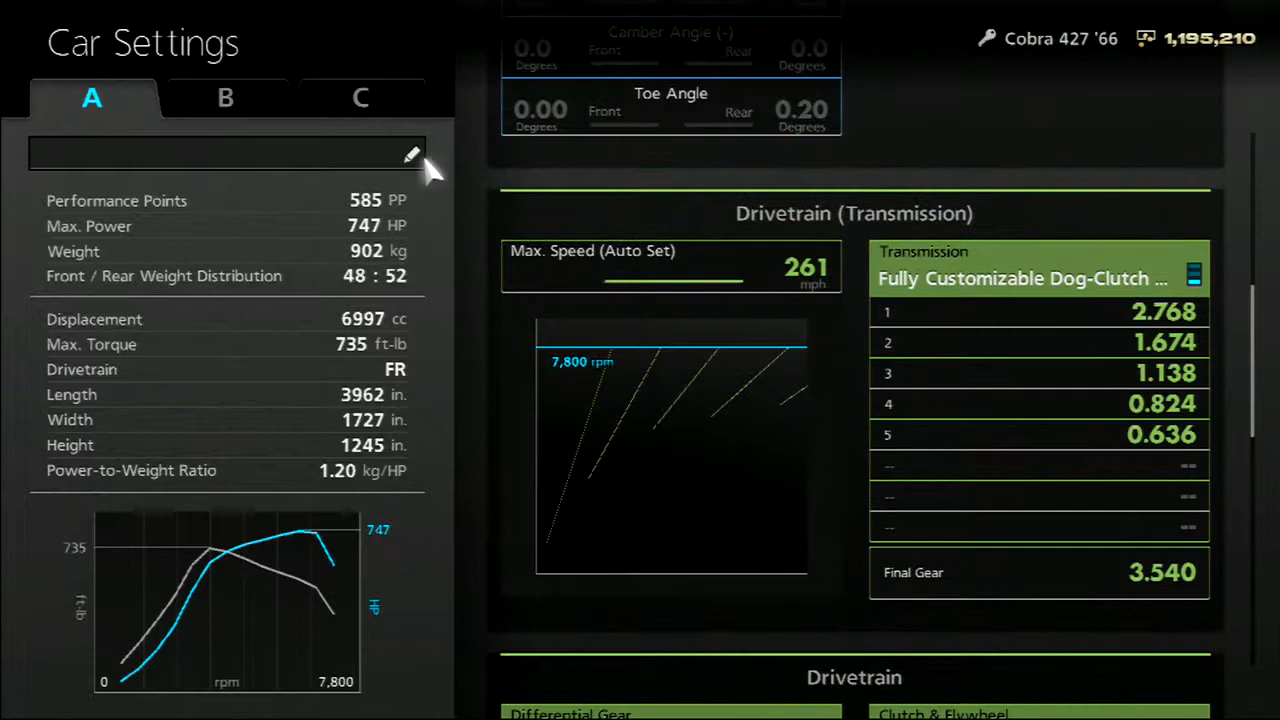 Car Settings
Cobra 427 '66
1,195,210
A
B
C
Performance Points 585 PP
Max. Power 747 HP
Weight 902 kg
Front / Rear Weight Distribution 48 : 52
Displacement 6997 cc
Max. Torque 735 ft-lb
Drivetrain FR
Length 3962 in.
Width 1727 in.
Height 1245 in.
Power-to-Weight Ratio 1.20 kg/HP
747
735
ft-lb
HP
0 rpm 7,800
Camber Angle (-)
0.0 Front Rear 0.0
Degrees Degrees
Toe Angle
0.00 Front Rear 0.20
Degrees Degrees
Drivetrain (Transmission)
Max. Speed (Auto Set)
261
mph
7,800 rpm
Transmission
Fully Customizable Dog-Clutch ...
1 2.768
2 1.674
3 1.138
4 0.824
5 0.636
-- --
-- --
-- --
Final Gear 3.540
Drivetrain
Differential Gear
Clutch & Flywheel